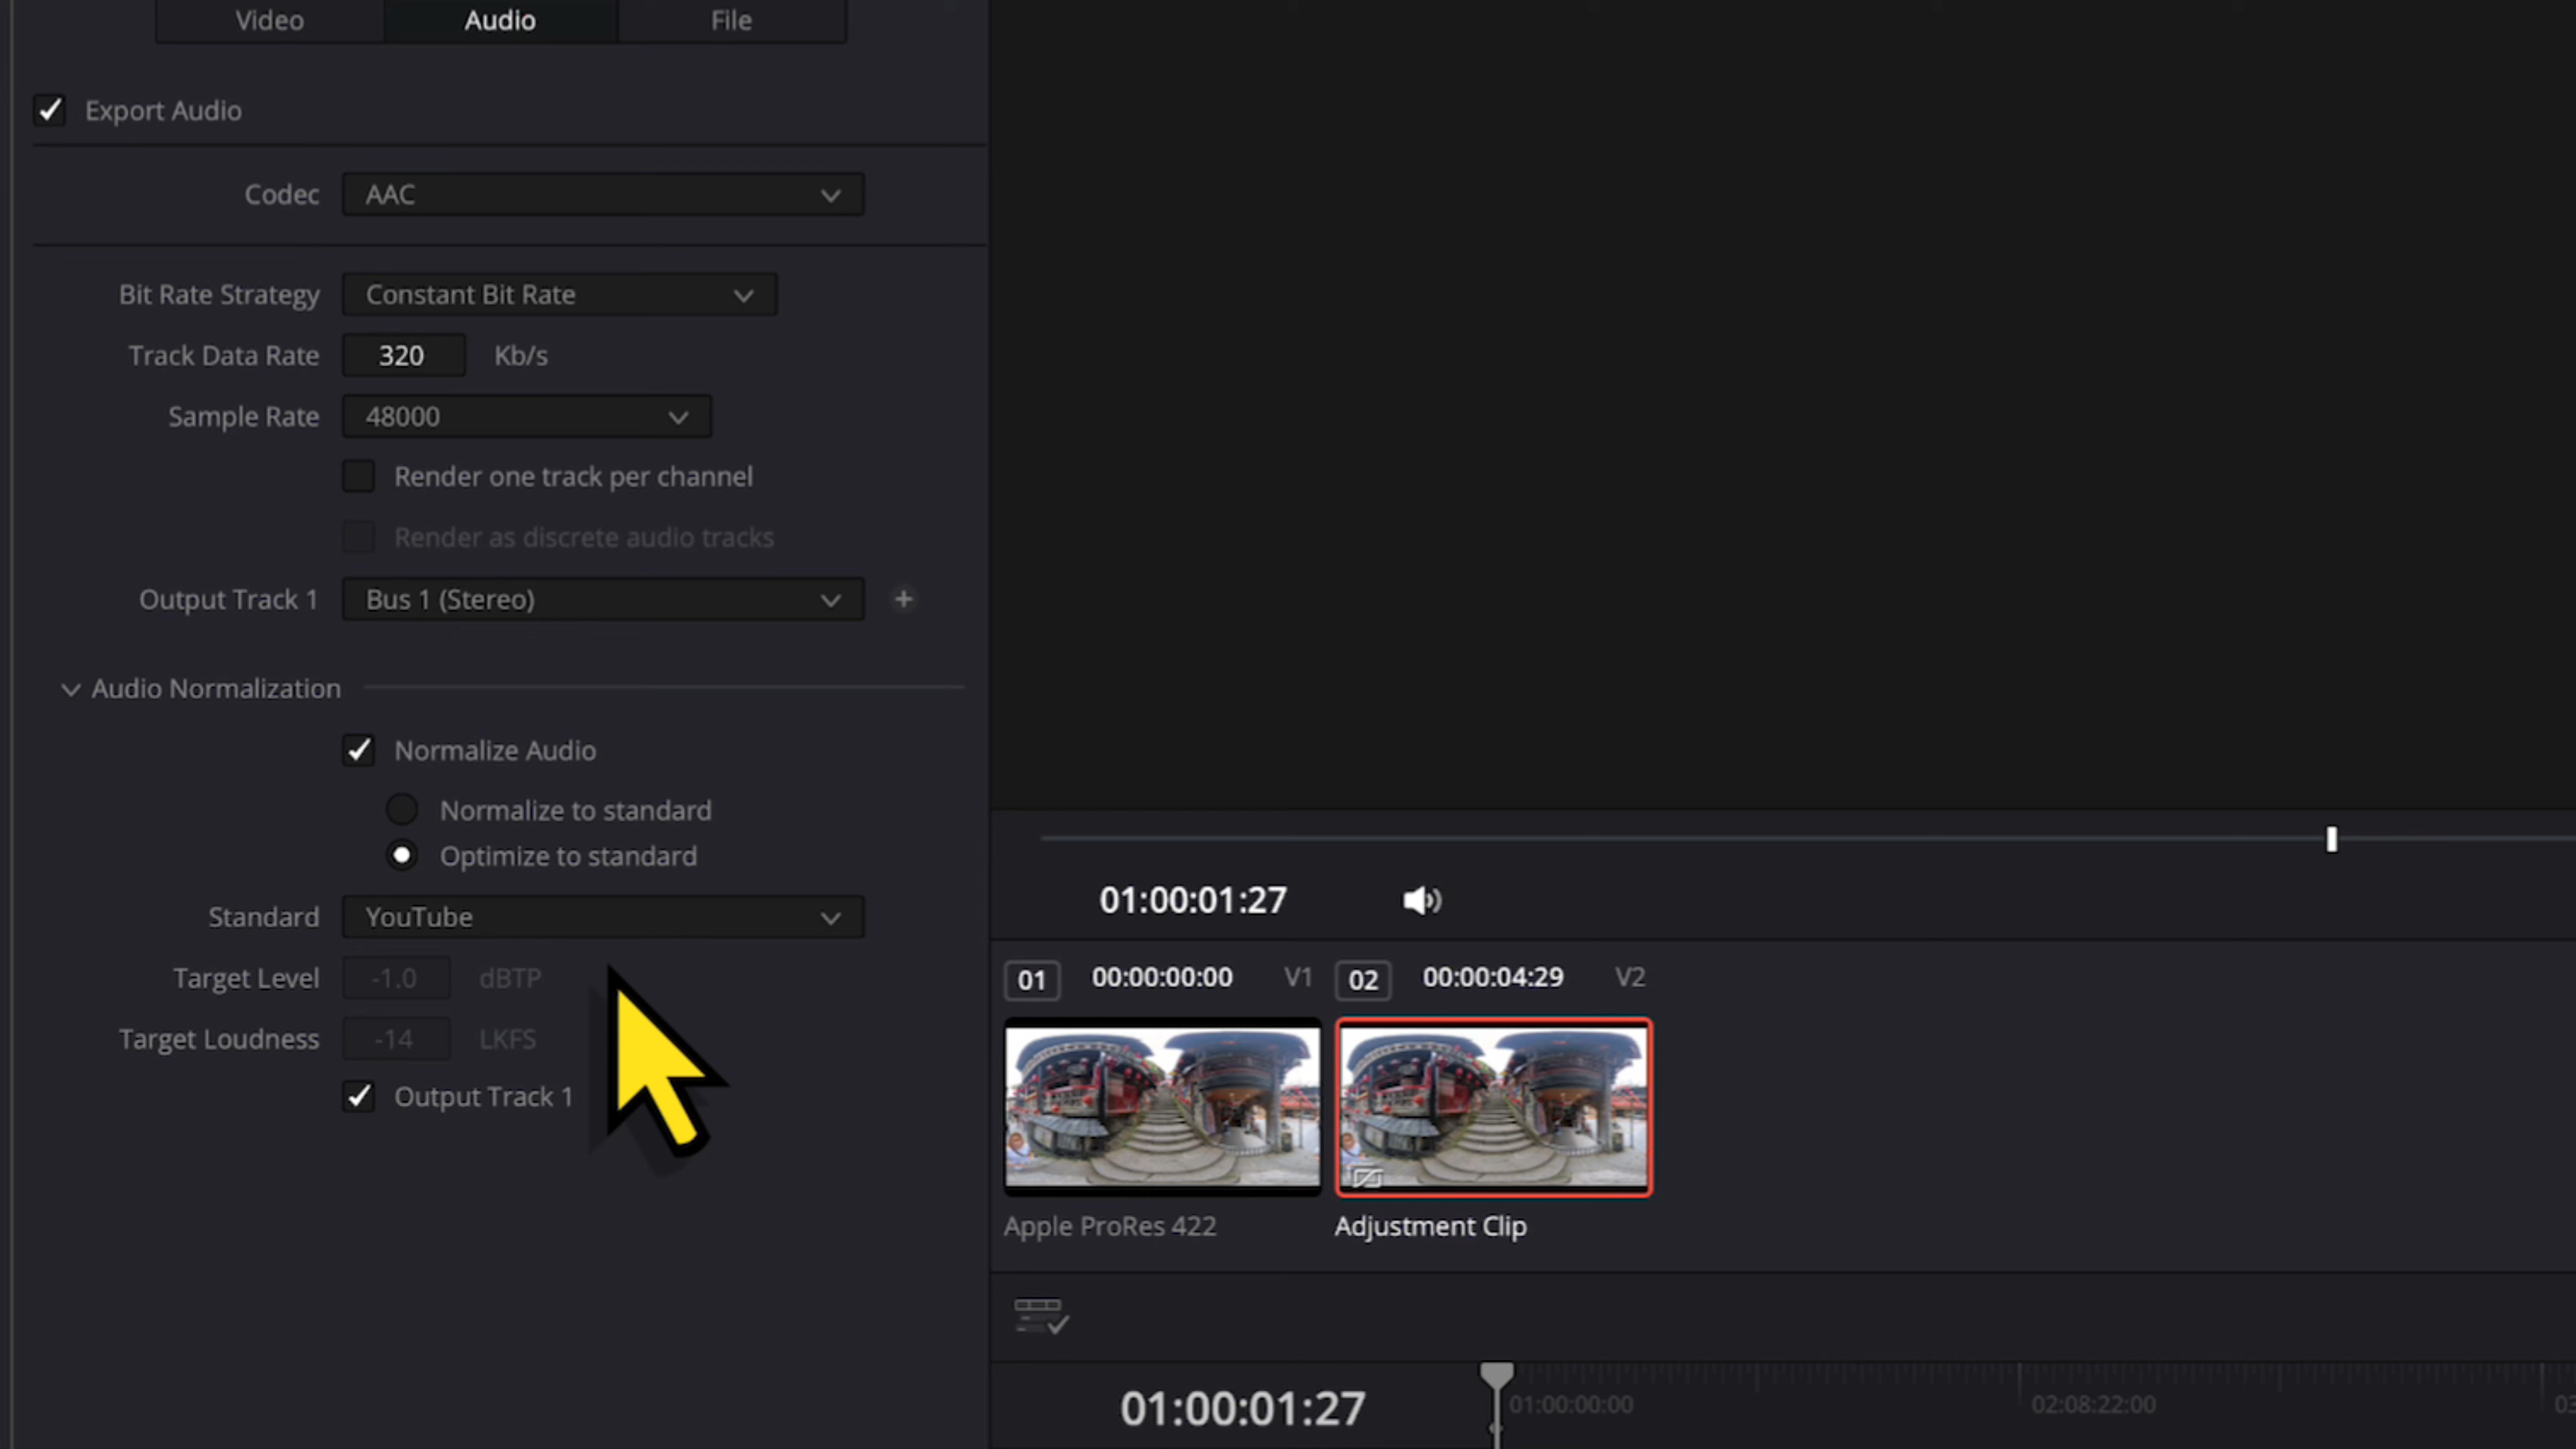 Video Audio File
Export Audio
Codec AAC
Bit Rate Strategy Constant Bit Rate
Track Data Rate 320 Kb/s
Sample Rate 48000
Render one track per channel
Render as discrete audio tracks
Output Track 1 Bus 1 (Stereo) +
Audio Normalization
Normalize Audio
Normalize to standard
Optimize to standard
Standard YouTube
Target Level -1.0 dBTP
Target Loudness -14 LKFS
Output Track 1
01:00:01:27
01 00:00:00:00 V1 02 00:00:04:29 V2
Apple ProRes 422 Adjustment Clip
01:00:01:27 01:00:00:00 02:08:22:00